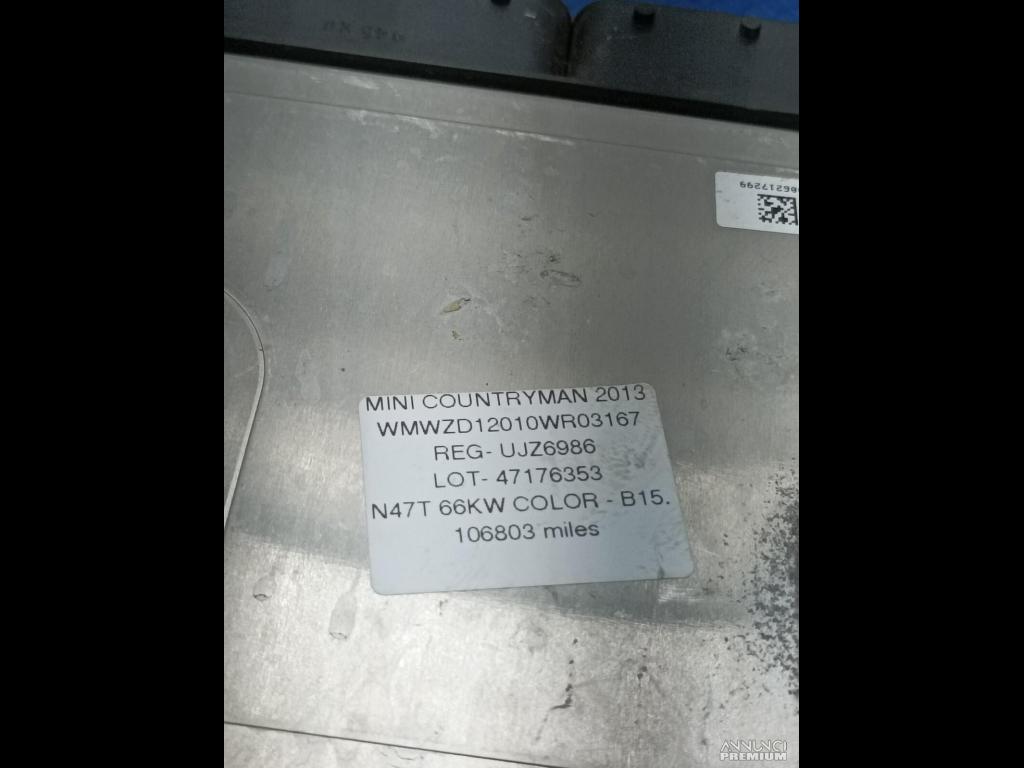 MINI COUNTRYMAN 2013
WMWZD12010WR03167
REG- UJZ6986
LOT- 47176353
N47T 66KW COLOR - B15.
106803 miles
ANNUNCI
PREMIUM